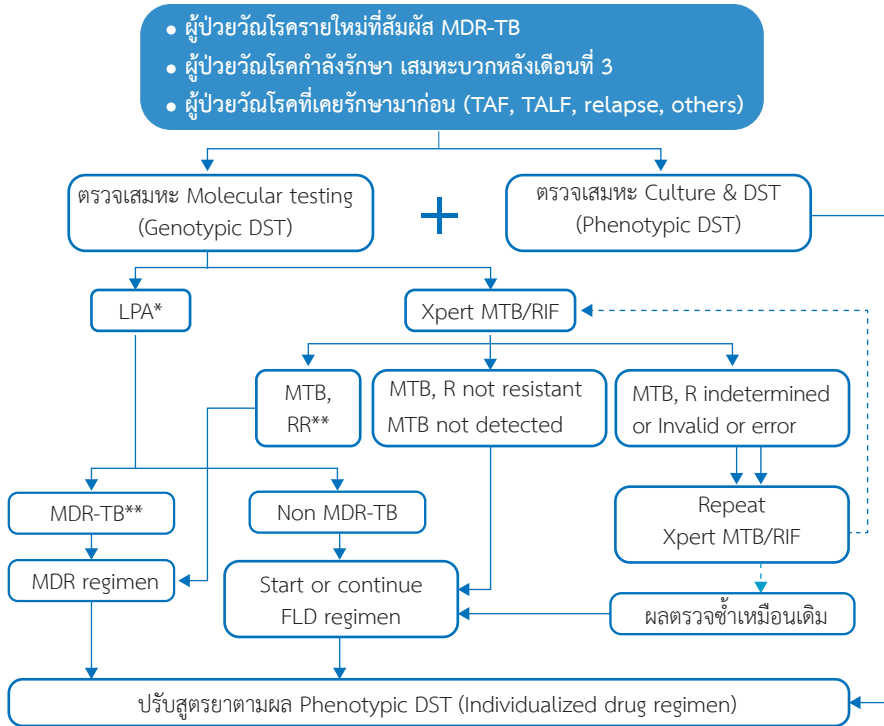 • ผู้ป่วยวัณโรครายใหม่ที่สัมผัส MDR-TB
• ผู้ป่วยวัณโรคกำลังรักษา เสมหะบวกหลังเดือนที่ 3
• ผู้ป่วยวัณโรคที่เคยรักษามาก่อน (TAF, TALF, relapse, others)
ตรวจเสมหะ Molecular testing
(Genotypic DST)
+
ตรวจเสมหะ Culture & DST
(Phenotypic DST)
LPA*
Xpert MTB/RIF
MTB,
RR**
MTB, R not resistant
MTB not detected
MTB, R indetermined
or Invalid or error
MDR-TB**
Non MDR-TB
Repeat
Xpert MTB/RIF
MDR regimen
Start or continue
FLD regimen
ผลตรวจซ้ำเหมือนเดิม
ปรับสูตรยาตามผล Phenotypic DST (Individualized drug regimen)